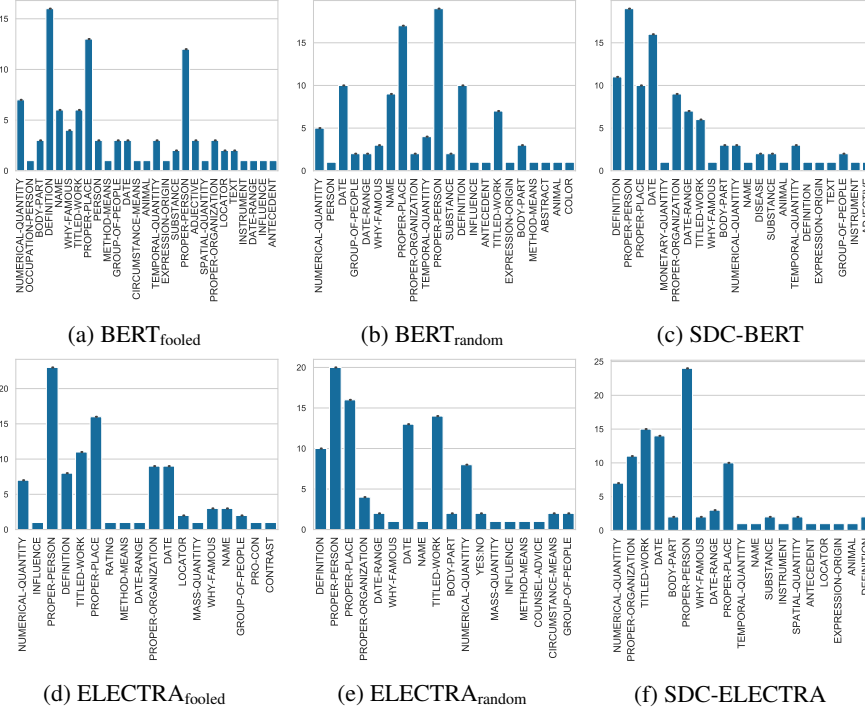 15
10
5
0
NUMERICAL-QUANTITY
OCCUPATION-PERSON
BODY-PART
DEFINITION
NAME
WHY-FAMOUS
TITLED-WORK
PROPER-PLACE
PERSON
METHOD-MEANS
GROUP-OF-PEOPLE
DATE
CIRCUMSTANCE-MEANS
ANIMAL
TEMPORAL-QUANTITY
EXPRESSION-ORIGIN
SUBSTANCE
PROPER-PERSON
ADJECTIVE
SPATIAL-QUANTITY
PROPER-ORGANIZATION
LOCATOR
TEXT
INSTRUMENT
DATE-RANGE
INFLUENCE
ANTECEDENT
(a) BERTfooled
15
10
5
0
NUMERICAL-QUANTITY
PERSON
DATE
GROUP-OF-PEOPLE
DATE-RANGE
WHY-FAMOUS
NAME
PROPER-PLACE
PROPER-ORGANIZATION
TEMPORAL-QUANTITY
PROPER-PERSON
SUBSTANCE
DEFINITION
INFLUENCE
ANTECEDENT
TITLED-WORK
EXPRESSION-ORIGIN
BODY-PART
METHOD-MEANS
ABSTRACT
ANIMAL
COLOR
(b) BERTrandom
15
10
5
0
DEFINITION
PROPER-PERSON
PROPER-PLACE
DATE
MONETARY-QUANTITY
PROPER-ORGANIZATION
DATE-RANGE
TITLED-WORK
WHY-FAMOUS
BODY-PART
NUMERICAL-QUANTITY
NAME
DISEASE
SUBSTANCE
ANIMAL
TEMPORAL-QUANTITY
DEFINITION
EXPRESSION-ORIGIN
TEXT
GROUP-OF-PEOPLE
INSTRUMENT
(c) SDC-BERT
20
15
10
5
0
NUMERICAL-QUANTITY
INFLUENCE
PROPER-PERSON
DEFINITION
TITLED-WORK
PROPER-PLACE
RATING
METHOD-MEANS
DATE-RANGE
PROPER-ORGANIZATION
DATE
LOCATOR
MASS-QUANTITY
WHY-FAMOUS
NAME
GROUP-OF-PEOPLE
PRO-CON
CONTRAST
(d) ELECTRAfooled
20
15
10
5
0
DEFINITION
PROPER-PERSON
PROPER-PLACE
PROPER-ORGANIZATION
DATE-RANGE
WHY-FAMOUS
DATE
NAME
TITLED-WORK
BODY-PART
NUMERICAL-QUANTITY
YES:NO
MASS-QUANTITY
INFLUENCE
METHOD-MEANS
COUNSEL-ADVICE
CIRCUMSTANCE-MEANS
GROUP-OF-PEOPLE
(e) ELECTRArandom
25
20
15
10
5
0
NUMERICAL-QUANTITY
PROPER-ORGANIZATION
TITLED-WORK
DATE
BODY-PART
PROPER-PERSON
WHY-FAMOUS
DATE-RANGE
PROPER-PLACE
TEMPORAL-QUANTITY
NAME
SUBSTANCE
INSTRUMENT
SPATIAL-QUANTITY
ANTECEDENT
LOCATOR
EXPRESSION-ORIGIN
ANIMAL
DEFINITION
(f) SDC-ELECTRA